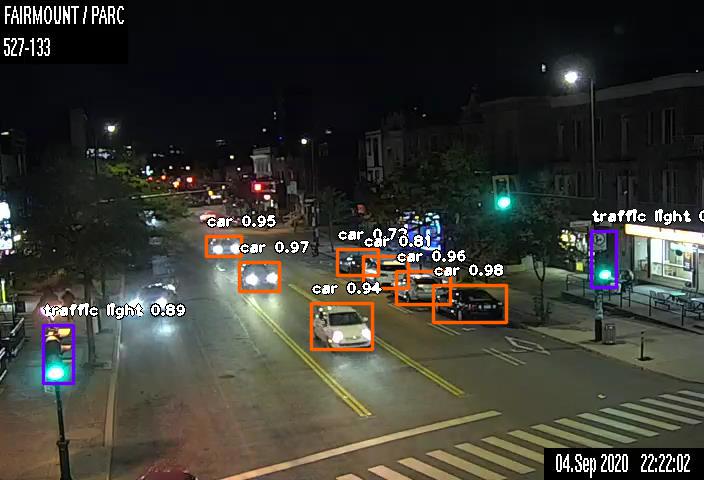 FAIRMOUNT / PARC
527-133
car 0.95
car 0.97
car 0.73
car 0.81
car 0.96
car 0.98
car 0.94
traffic light 0
traffic light 0.89
04.Sep 2020 22:22:02